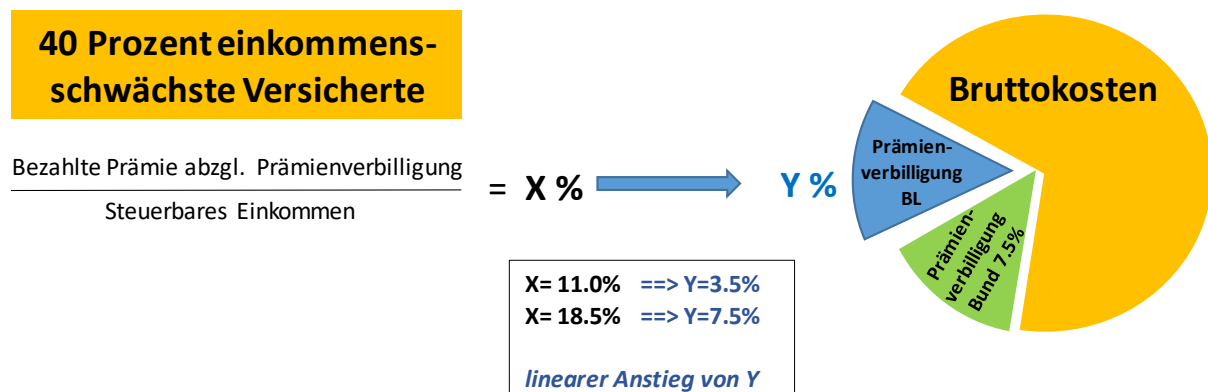 40 Prozent einkommens-
schwächste Versicherte
Bezahlte Prämie abzgl. Prämienverbilligung
Steuerbares Einkommen
= X %
Y %
Bruttokosten
Prämien-
verbilligung
BL
Prämien-
verbilligung
Bund 7.5%
X= 11.0% ==> Y=3.5%
X= 18.5% ==> Y=7.5%
linearer Anstieg von Y